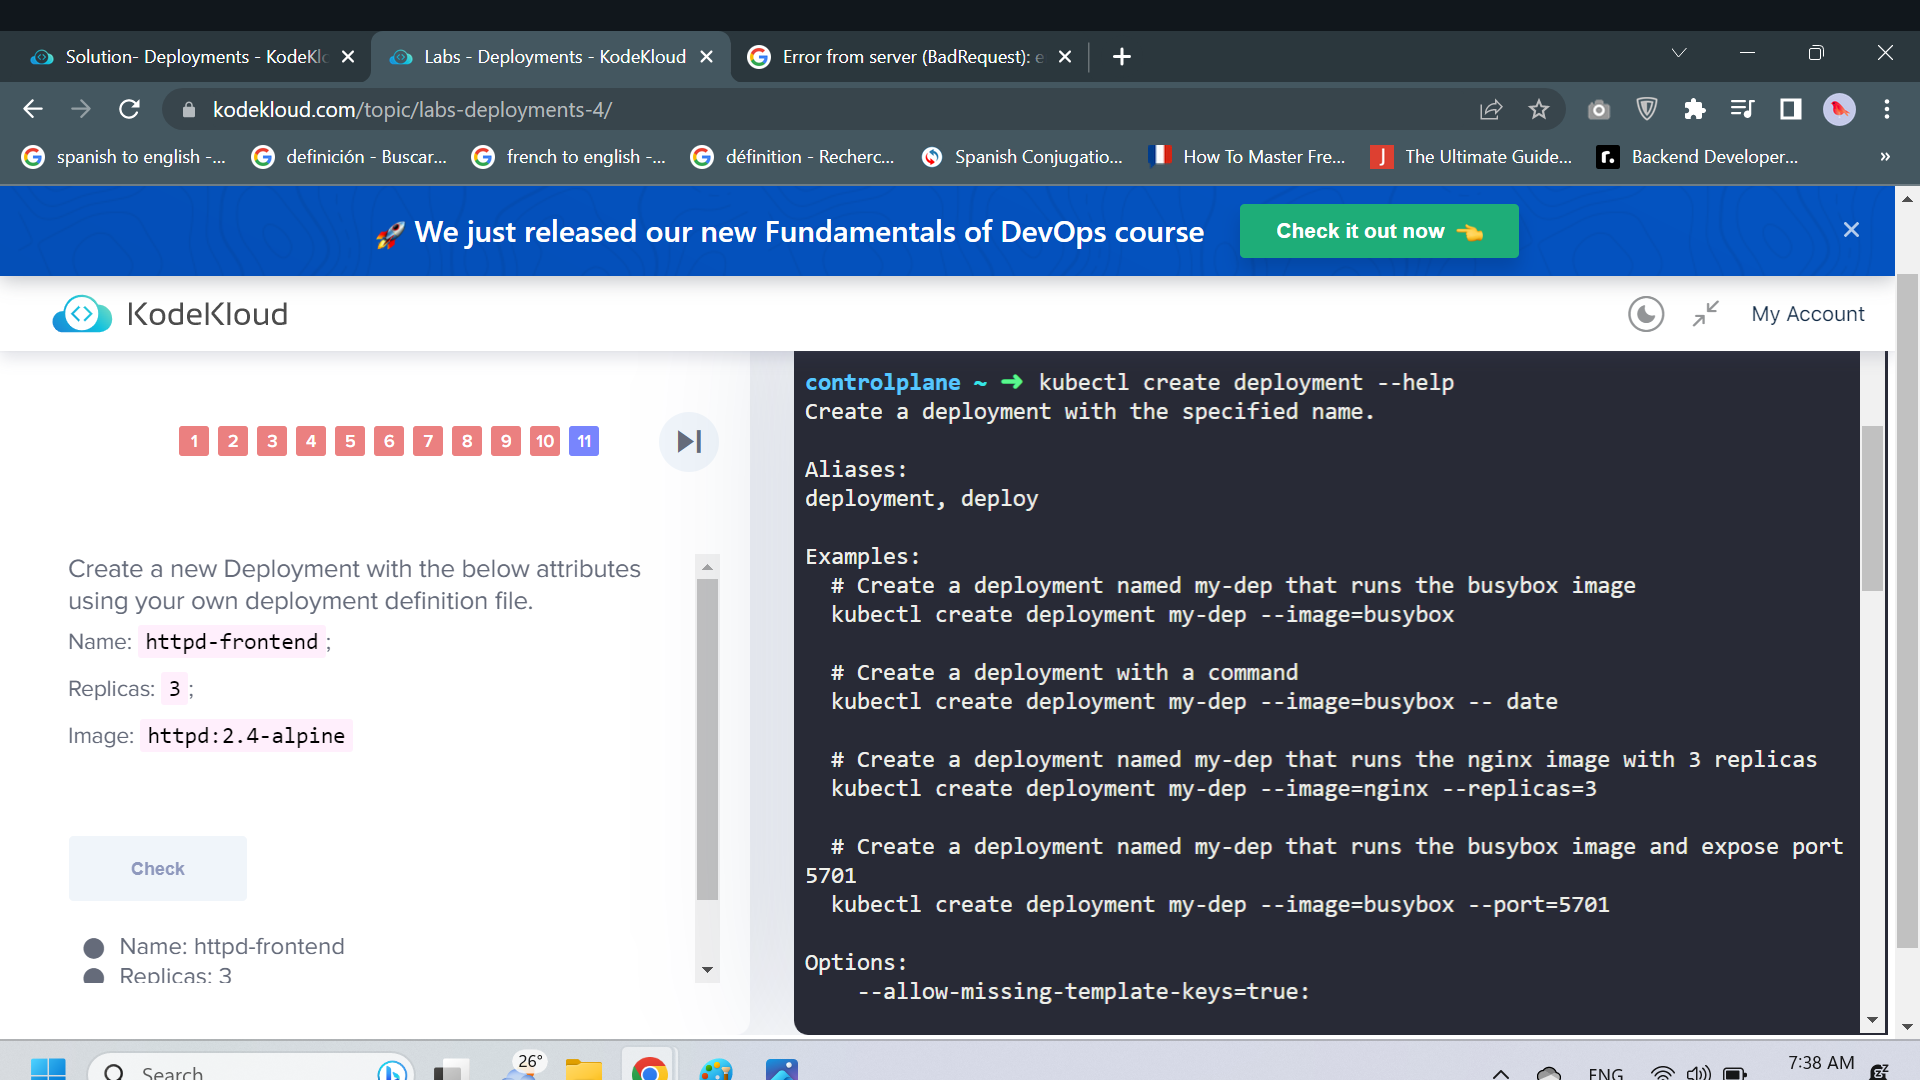 Solution- Deployments - KodeKlo
Labs - Deployments - KodeKloud
Error from server (BadRequest): e
kodekloud.com/topic/labs-deployments-4/
spanish to english -...
definición - Buscar...
french to english -...
définition - Recherc...
Spanish Conjugatio...
How To Master Fre...
J
The Ultimate Guide...
r.
Backend Developer...
»
We just released our new Fundamentals of DevOps course
Check it out now
KodeKloud
My Account
1 2 3 4 5 6 7 8 9 10 11
Create a new Deployment with the below attributes
using your own deployment definition file.
Name: httpd-frontend;
Replicas: 3;
Image: httpd:2.4-alpine
Check
Name: httpd-frontend
Replicas: 3
controlplane ~ ➜ kubectl create deployment --help
Create a deployment with the specified name.
Aliases:
deployment, deploy
Examples:
# Create a deployment named my-dep that runs the busybox image
kubectl create deployment my-dep --image=busybox
# Create a deployment with a command
kubectl create deployment my-dep --image=busybox -- date
# Create a deployment named my-dep that runs the nginx image with 3 replicas
kubectl create deployment my-dep --image=nginx --replicas=3
# Create a deployment named my-dep that runs the busybox image and expose port
5701
kubectl create deployment my-dep --image=busybox --port=5701
Options:
--allow-missing-template-keys=true:
Search
26°
ENG
7:38 AM